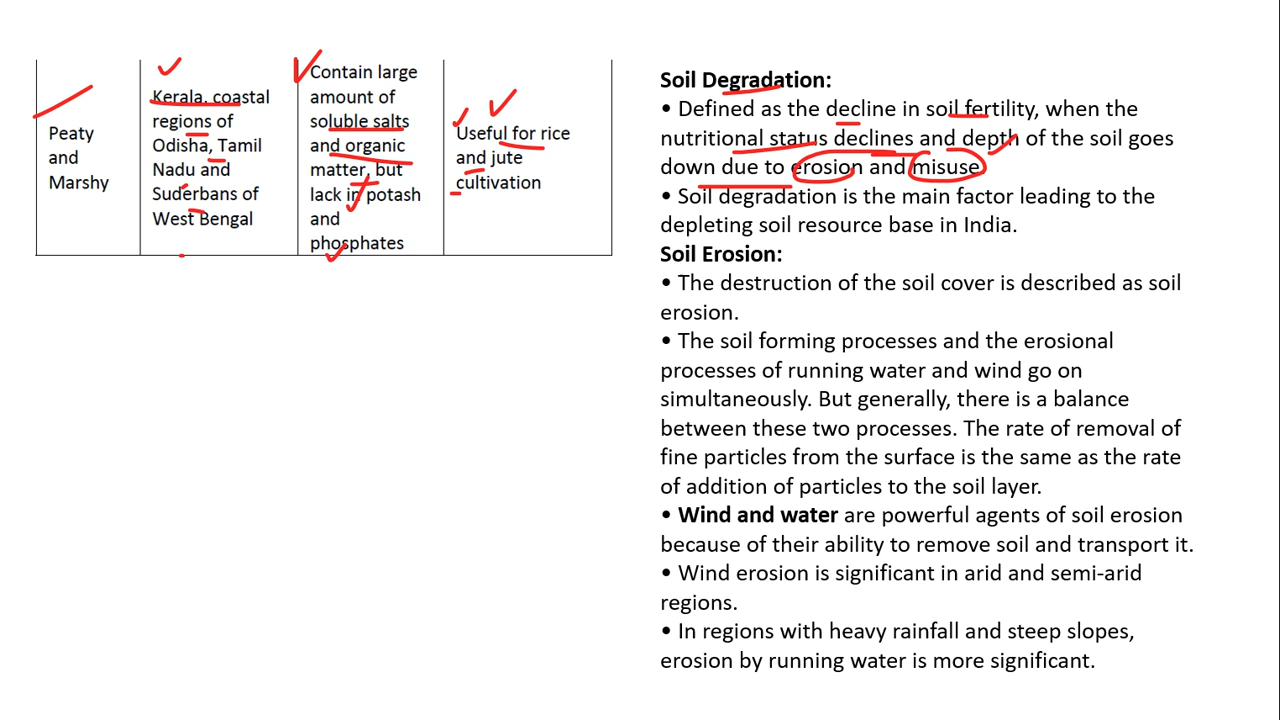 Peaty
and
Marshy
Kerala, coastal
regions of
Odisha, Tamil
Nadu and
Suderbans of
West Bengal
Contain large
amount of
soluble salts
and organic
matter, but
lack in potash
and
phosphates
Useful for rice
and jute
cultivation
Soil Degradation:
• Defined as the decline in soil fertility, when the
nutritional status declines and depth of the soil goes
down due to erosion and misuse
• Soil degradation is the main factor leading to the
depleting soil resource base in India.
Soil Erosion:
• The destruction of the soil cover is described as soil
erosion.
• The soil forming processes and the erosional
processes of running water and wind go on
simultaneously. But generally, there is a balance
between these two processes. The rate of removal of
fine particles from the surface is the same as the rate
of addition of particles to the soil layer.
• Wind and water are powerful agents of soil erosion
because of their ability to remove soil and transport it.
• Wind erosion is significant in arid and semi-arid
regions.
• In regions with heavy rainfall and steep slopes,
erosion by running water is more significant.